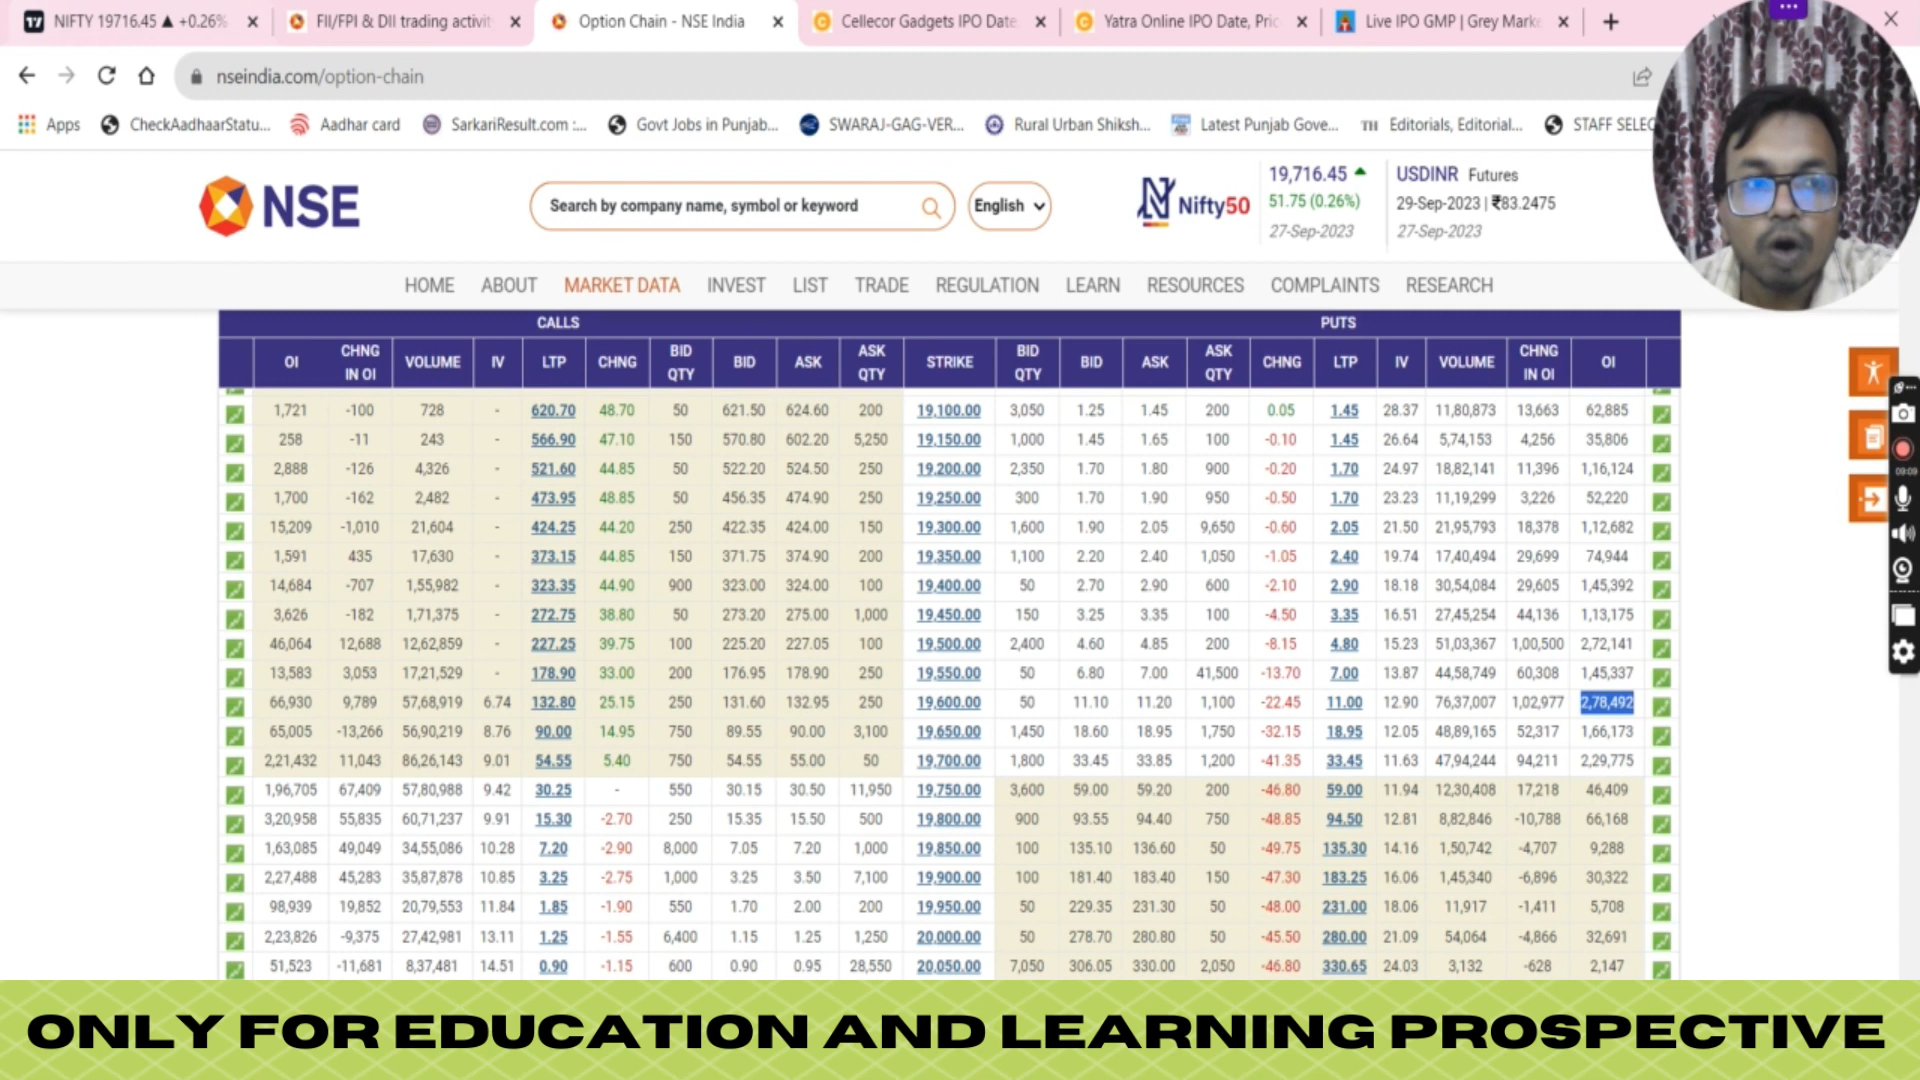 NIFTY 19716.45 ▲ +0.26%
FII/FPI & DII trading activit
Option Chain - NSE India
Cellecor Gadgets IPO Date
Yatra Online IPO Date, Pric
Live IPO GMP | Grey Mark
nseindia.com/option-chain
Apps
CheckAadhaarStatu...
Aadhar card
SarkariResult.com :...
Govt Jobs in Punjab...
SWARAJ-GAG-VER...
Rural Urban Shiksh...
Latest Punjab Gove...
TH Editorials, Editorial...
STAFF SELEC
NSE
Search by company name, symbol or keyword
English
Nifty50
19,716.45 ▲
51.75 (0.26%)
27-Sep-2023
USDINR Futures
29-Sep-2023 | ₹83.2475
27-Sep-2023
HOME ABOUT MARKET DATA INVEST LIST TRADE REGULATION LEARN RESOURCES COMPLAINTS RESEARCH
CALLS PUTS
OI CHNG IN OI VOLUME IV LTP CHNG BID QTY BID ASK ASK QTY STRIKE BID QTY BID ASK ASK QTY CHNG LTP IV VOLUME CHNG IN OI OI
1,721 -100 728 - 620.70 48.70 50 621.50 624.60 200 19,100.00 3,050 1.25 1.45 200 0.05 1.45 28.37 11,80,873 13,663 62,885
258 -11 243 - 566.90 47.10 150 570.80 602.20 5,250 19,150.00 1,000 1.45 1.65 100 -0.10 1.45 26.64 5,74,153 4,256 35,806
2,888 -126 4,326 - 521.60 44.85 50 522.20 524.50 250 19,200.00 2,350 1.70 1.80 900 -0.20 1.70 24.97 18,82,141 11,396 1,16,124
1,700 -162 2,482 - 473.95 48.85 50 456.35 474.90 250 19,250.00 300 1.70 1.90 950 -0.50 1.70 23.23 11,19,299 3,226 52,220
15,209 -1,010 21,604 - 424.25 44.20 250 422.35 424.00 150 19,300.00 1,600 1.90 2.05 9,650 -0.60 2.05 21.50 21,95,793 18,378 1,12,682
1,591 435 17,630 - 373.15 44.85 150 371.75 374.90 200 19,350.00 1,100 2.20 2.40 1,050 -1.05 2.40 19.74 17,40,494 29,699 74,944
14,684 -707 1,55,982 - 323.35 44.90 900 323.00 324.00 100 19,400.00 50 2.70 2.90 600 -2.10 2.90 18.18 30,54,084 29,605 1,45,392
3,626 -182 1,71,375 - 272.75 38.80 50 273.20 275.00 1,000 19,450.00 150 3.25 3.35 100 -4.50 3.35 16.51 27,45,254 44,136 1,13,175
46,064 12,688 12,62,859 - 227.25 39.75 100 225.20 227.05 100 19,500.00 2,400 4.60 4.85 200 -8.15 4.80 15.23 51,03,367 1,00,500 2,72,141
13,583 3,053 17,21,529 - 178.90 33.00 200 176.95 178.90 250 19,550.00 50 6.80 7.00 41,500 -13.70 7.00 13.87 44,58,749 60,308 1,45,337
66,930 9,789 57,68,919 6.74 132.80 25.15 250 131.60 132.95 250 19,600.00 50 11.10 11.20 1,100 -22.45 11.00 12.90 76,37,007 1,02,977 2,78,492
65,005 -13,266 56,90,219 8.76 90.00 14.95 750 89.55 90.00 3,100 19,650.00 1,450 18.60 18.95 1,750 -32.15 18.95 12.05 48,89,165 52,317 1,66,173
2,21,432 11,043 86,26,143 9.01 54.55 5.40 750 54.55 55.00 50 19,700.00 1,800 33.45 33.85 1,200 -41.35 33.45 11.63 47,94,244 94,211 2,29,775
1,96,705 67,409 57,80,988 9.42 30.25 - 550 30.15 30.50 11,950 19,750.00 3,600 59.00 59.20 200 -46.80 59.00 11.94 12,30,408 17,218 46,409
3,20,958 55,835 60,71,237 9.91 15.30 -2.70 250 15.35 15.50 500 19,800.00 900 93.55 94.40 750 -48.85 94.50 12.81 8,82,846 -10,788 66,168
1,63,085 49,049 34,55,086 10.28 7.20 -2.90 8,000 7.05 7.20 1,000 19,850.00 100 135.10 136.60 50 -49.75 135.30 14.16 1,50,742 -4,707 9,288
2,27,488 45,283 35,87,878 10.85 3.25 -2.75 1,000 3.25 3.50 7,100 19,900.00 100 181.40 183.40 150 -47.30 183.25 16.06 1,45,340 -6,896 30,322
98,939 19,852 20,79,553 11.84 1.85 -1.90 550 1.70 2.00 200 19,950.00 50 229.35 231.30 50 -48.00 231.00 18.06 11,917 -1,411 5,708
2,23,826 -9,375 27,42,981 13.11 1.25 -1.55 6,400 1.15 1.25 1,250 20,000.00 50 278.70 280.80 50 -45.50 280.00 21.09 54,064 -4,866 32,691
51,523 -11,681 8,37,481 14.51 0.90 -1.15 600 0.90 0.95 28,550 20,050.00 7,050 306.05 330.00 2,050 -46.80 330.65 24.03 3,132 -628 2,147
09:09
ONLY FOR EDUCATION AND LEARNING PROSPECTIVE